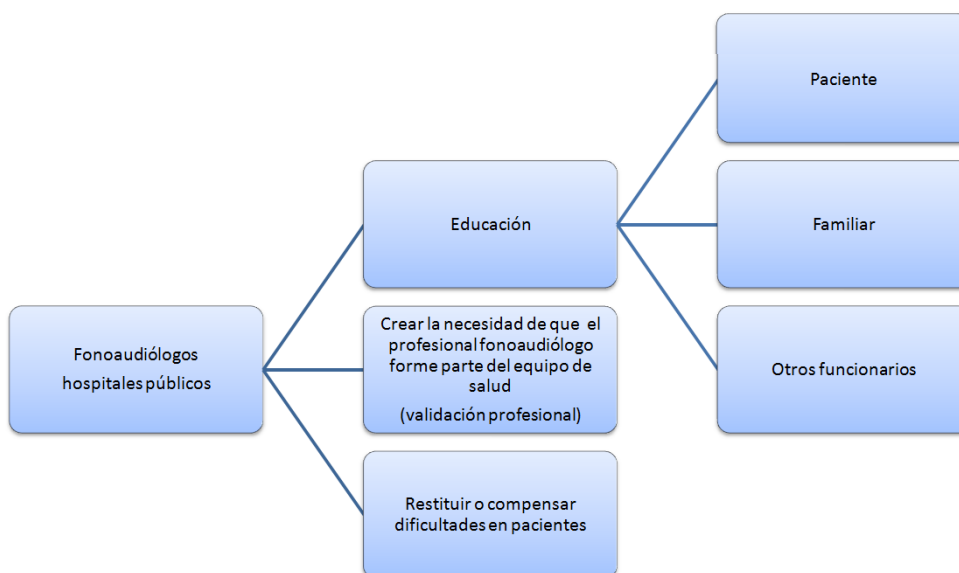 Paciente
Educación
Familiar
Fonoaudiólogos
hospitales públicos
Crear la necesidad de que el
profesional fonoaudiólogo
forme parte del equipo de
salud
(validación profesional)
Otros funcionarios
Restituir o compensar
dificultades en pacientes